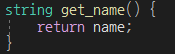 string get_name() {
    return name;
}